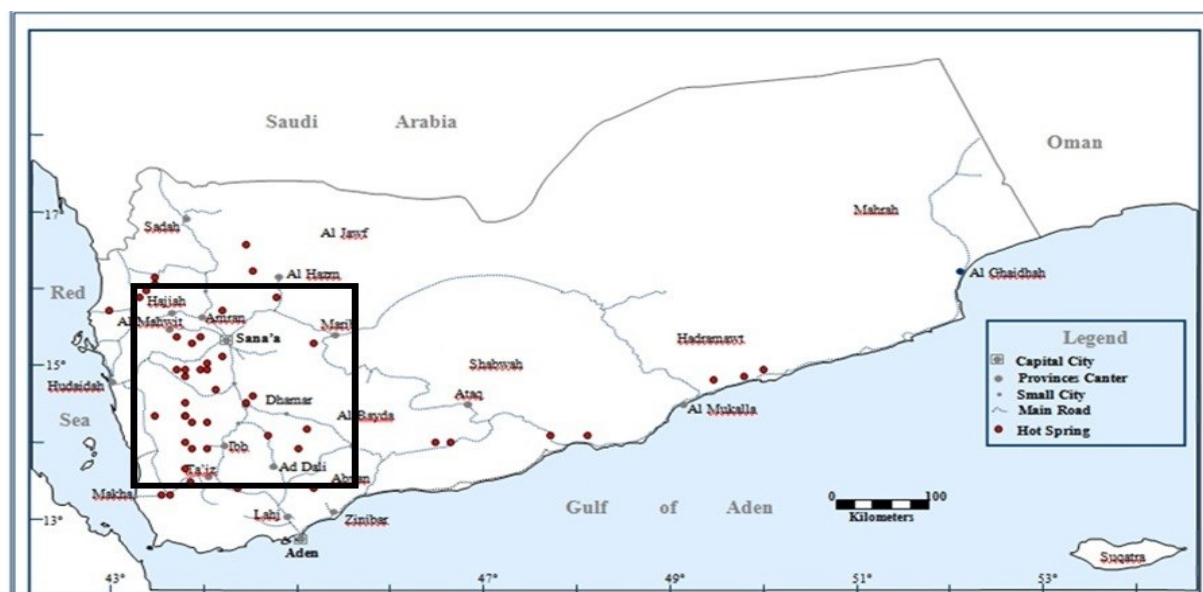 Saudi Arabia
Oman
17°
Sadah
Al Jawf
Mahrah
Al Hazm
Al Ghaidhah
Red
Hajjah
Al Mahwit
Amran
Marib
Sana'a
Hadramawt
Legend
Capital City
Provinces Canter
Small City
Main Road
Hot Spring
15°
Shabwah
Hudaidah
Dhamar
Ataq
Al Bayda
Al Mukalla
Sea
Ibb
Ta'iz
Ad Dali
Abyan
Makha
0 100
Kilometers
Gulf of Aden
Lahj
Zinibar
13°
Aden
Suqatra
43° 47° 49° 51° 53°